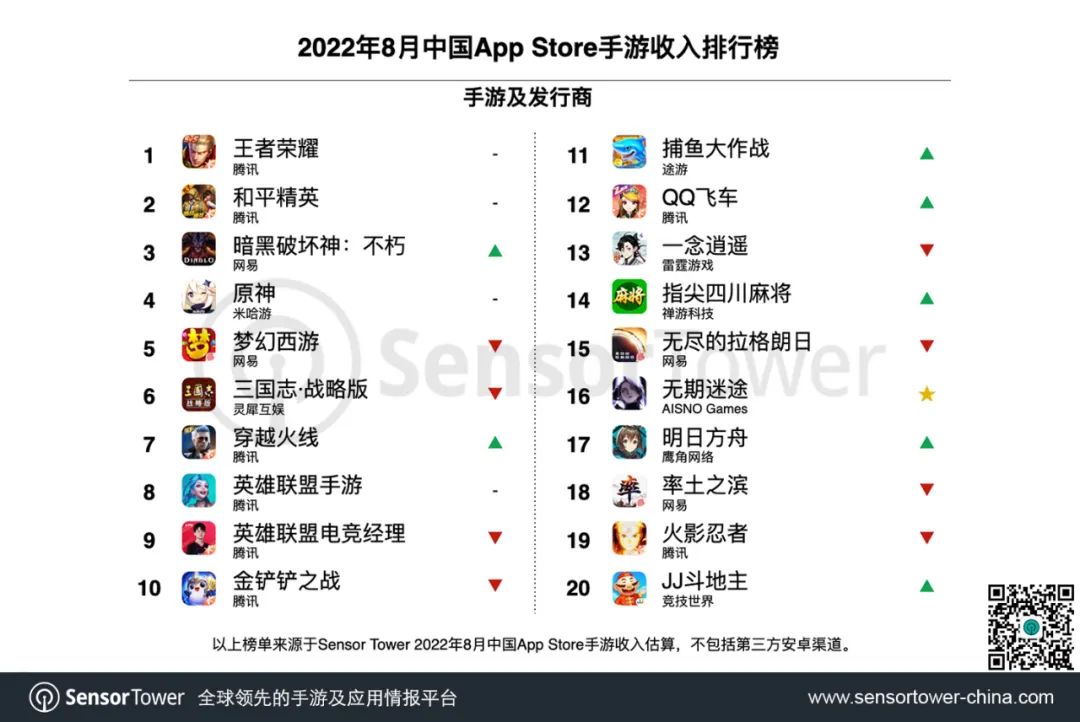 2022年8月中国App Store手游收入排行榜
手游及发行商
1 王者荣耀 -
腾讯
2 和平精英 -
腾讯
3 暗黑破坏神：不朽 ▲
网易
4 原神 -
米哈游
5 梦幻西游 ▼
网易
6 三国志·战略版 ▼
灵犀互娱
7 穿越火线 ▲
腾讯
8 英雄联盟手游 -
腾讯
9 英雄联盟电竞经理 ▼
腾讯
10 金铲铲之战 ▼
腾讯
11 捕鱼大作战 ▲
途游
12 QQ飞车 ▲
腾讯
13 一念逍遥 ▼
雷霆游戏
14 指尖四川麻将 ▲
禅游科技
15 无尽的拉格朗日 ▼
网易
16 无期迷途 ★
AISNO Games
17 明日方舟 ▲
鹰角网络
18 率土之滨 ▼
网易
19 火影忍者 ▼
腾讯
20 JJ斗地主 ▲
竞技世界
DIABLO
梦
三国志
战略版
麻将
率
SensorTower
以上榜单来源于Sensor Tower 2022年8月中国App Store手游收入估算，不包括第三方安卓渠道。
SensorTower 全球领先的手游及应用情报平台
www.sensortower-china.com